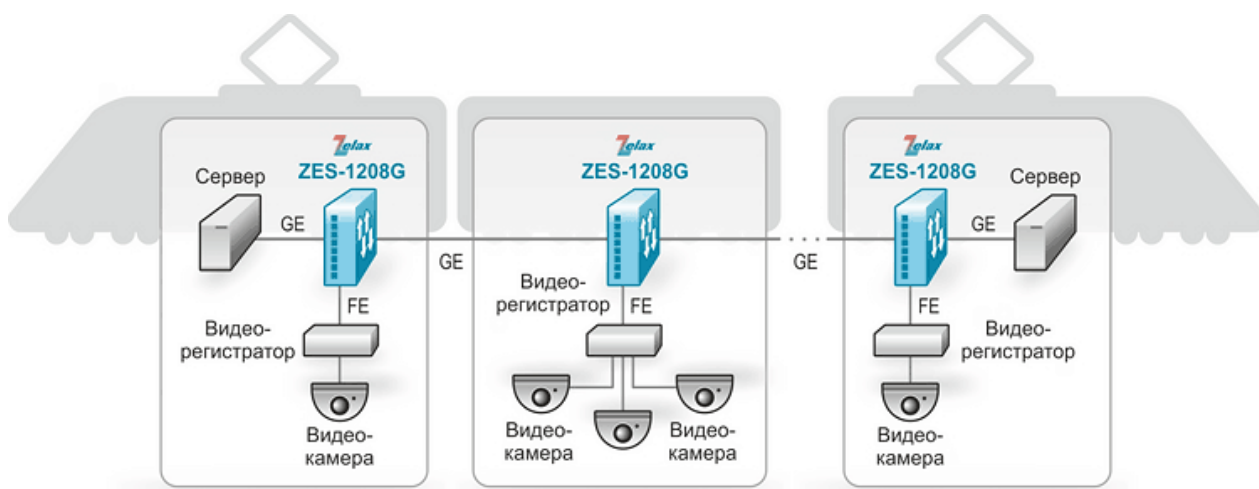 Zelax
ZES-1208G
Сервер
GE
GE
FE
Видео-
регистратор
Видео-
камера
Zelax
ZES-1208G
Видео-
регистратор
FE
Видео-
камера
Видео-
камера
GE
Zelax
ZES-1208G
Сервер
GE
FE
Видео-
регистратор
Видео-
камера